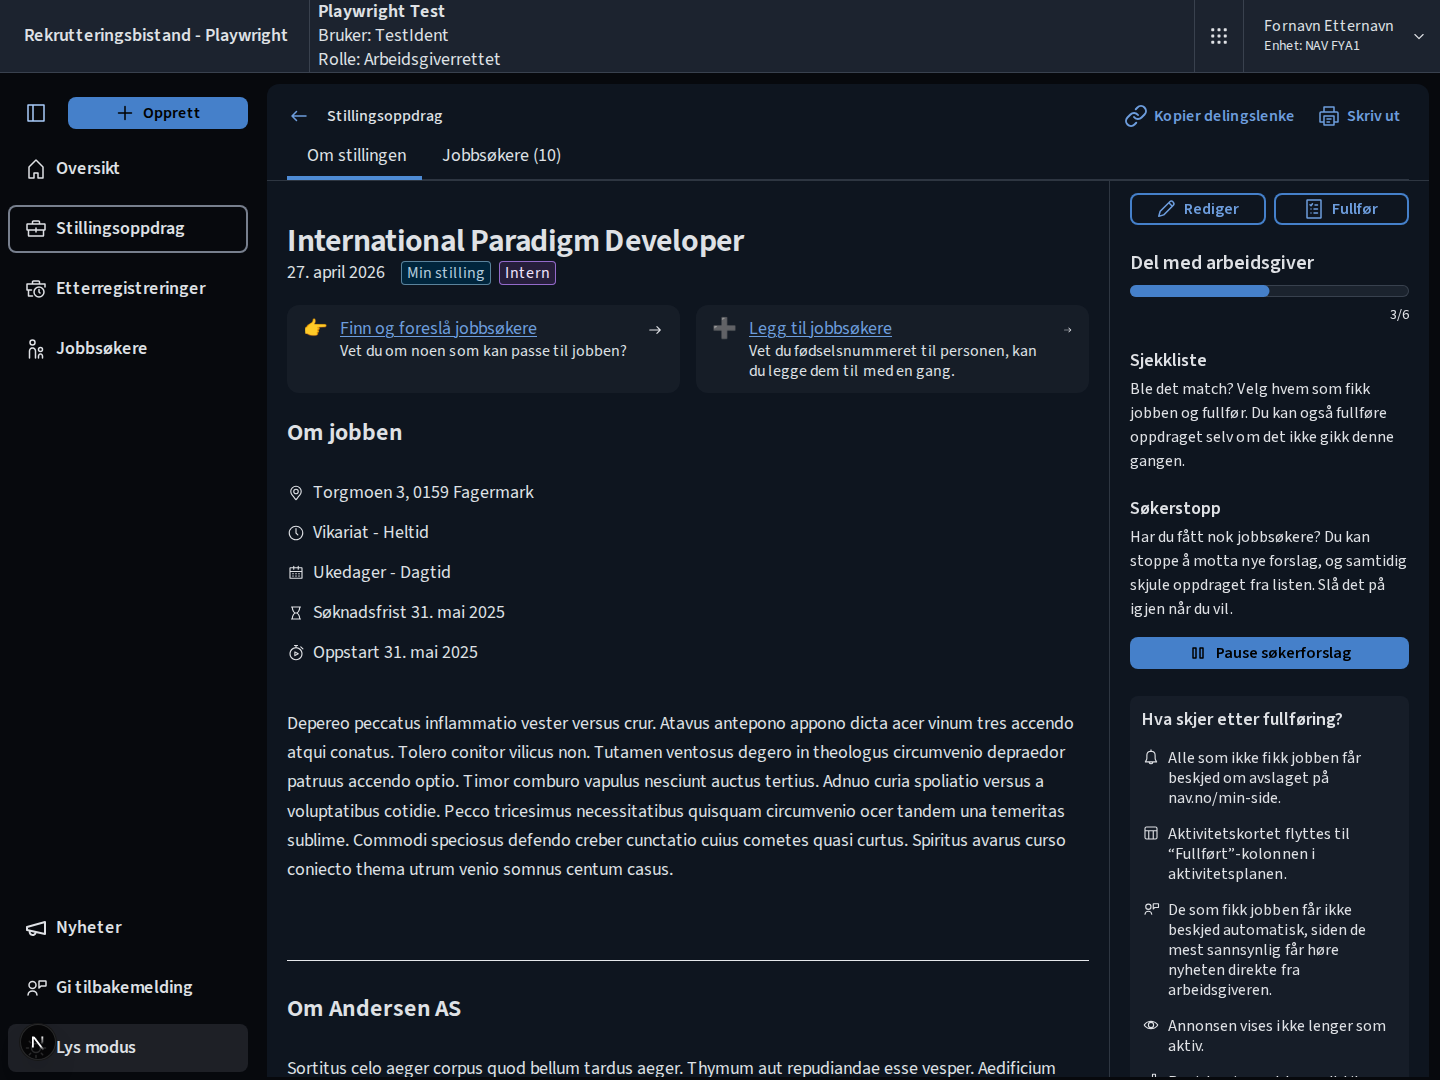 Rekrutteringsbistand - Playwright
Playwright Test
Bruker: TestIdent
Rolle: Arbeidsgiverrettet
Fornavn Etternavn
Enhet: NAV FYA1
Opprett
Oversikt
Stillingsoppdrag
Etterregistreringer
Jobbsøkere
Nyheter
Gi tilbakemelding
N
Lys modus
Stillingsoppdrag
Kopier delingslenke
Skriv ut
Om stillingen
Jobbsøkere (10)
International Paradigm Developer
27. april 2026
Min stilling
Intern
Finn og foreslå jobbsøkere
Vet du om noen som kan passe til jobben?
Legg til jobbsøkere
Vet du fødselsnummeret til personen, kan
du legge dem til med en gang.
Om jobben
Torgmoen 3, 0159 Fagermark
Vikariat - Heltid
Ukedager - Dagtid
Søknadsfrist 31. mai 2025
Oppstart 31. mai 2025
Depereo peccatus inflammatio vester versus crur. Atavus antepono appono dicta acer vinum tres accendo
atqui conatus. Tolero conitor vilicus non. Tutamen ventosus degero in theologus circumvenio depraedor
patruus accendo optio. Timor comburo vapulus nesciunt auctus tertius. Adnuo curia spoliatio versus a
voluptatibus cotidie. Pecco tricesimus necessitatibus quisquam circumvenio ocer tandem una temeritas
sublime. Commodi speciosus defendo creber cunctatio cuius cometes quasi curtus. Spiritus avarus curso
coniecto thema utrum venio somnus centum casus.
Om Andersen AS
Sortitus celo aeger corpus quod bellum tardus aeger. Thymum aut repudiandae esse vesper. Aedificium
Rediger
Fullfør
Del med arbeidsgiver
3/6
Sjekkliste
Ble det match? Velg hvem som fikk
jobben og fullfør. Du kan også fullføre
oppdraget selv om det ikke gikk denne
gangen.
Søkerstopp
Har du fått nok jobbsøkere? Du kan
stoppe å motta nye forslag, og samtidig
skjule oppdraget fra listen. Slå det på
igjen når du vil.
Pause søkerforslag
Hva skjer etter fullføring?
Alle som ikke fikk jobben får
beskjed om avslaget på
nav.no/min-side.
Aktivitetskortet flyttes til
“Fullført”-kolonnen i
aktivitetsplanen.
De som fikk jobben får ikke
beskjed automatisk, siden de
mest sannsynlig får høre
nyheten direkte fra
arbeidsgiveren.
Annonsen vises ikke lenger som
aktiv.